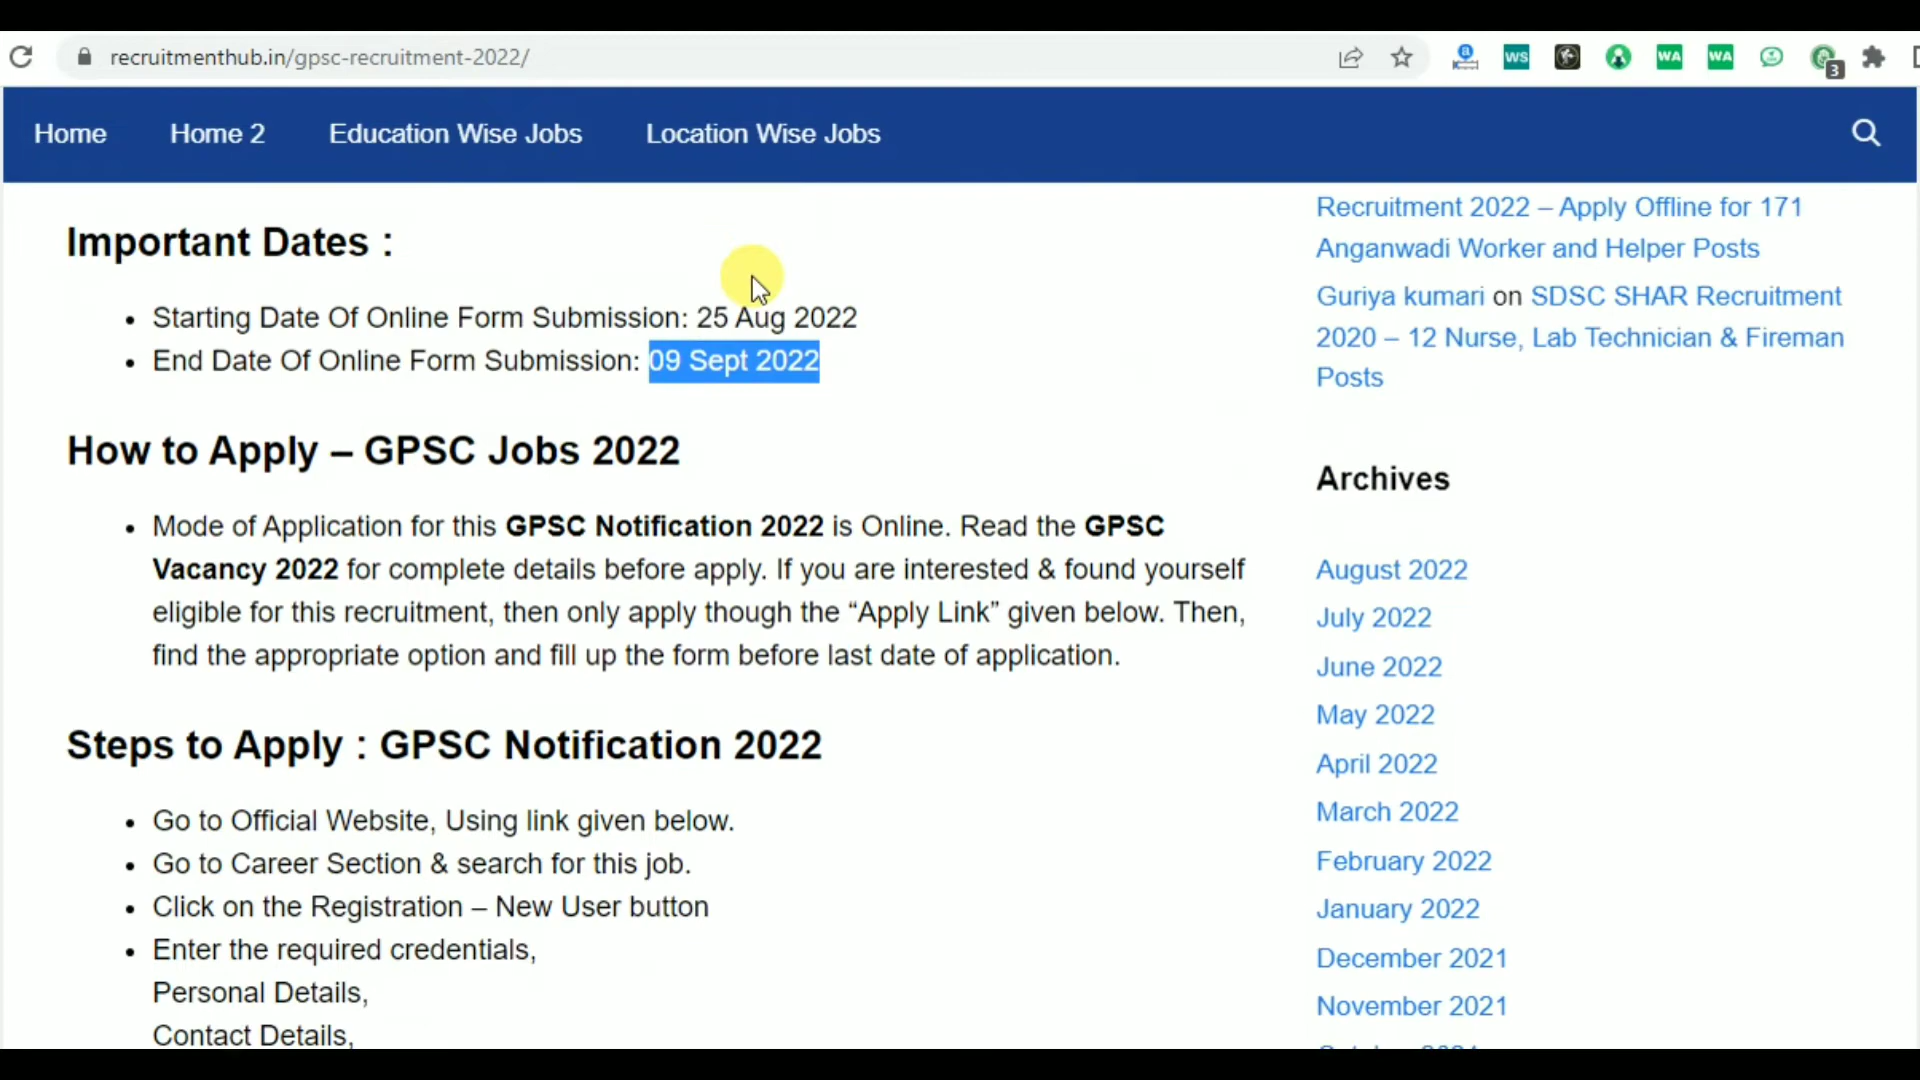 recruitmenthub.in/gpsc-recruitment-2022/
WS
WA
WA
3
Home
Home 2
Education Wise Jobs
Location Wise Jobs
Important Dates :
Starting Date Of Online Form Submission: 25 Aug 2022
End Date Of Online Form Submission: 09 Sept 2022
How to Apply – GPSC Jobs 2022
Mode of Application for this GPSC Notification 2022 is Online. Read the GPSC
Vacancy 2022 for complete details before apply. If you are interested & found yourself
eligible for this recruitment, then only apply though the “Apply Link” given below. Then,
find the appropriate option and fill up the form before last date of application.
Steps to Apply : GPSC Notification 2022
Go to Official Website, Using link given below.
Go to Career Section & search for this job.
Click on the Registration – New User button
Enter the required credentials,
Personal Details,
Contact Details,
Recruitment 2022 – Apply Offline for 171
Anganwadi Worker and Helper Posts
Guriya kumari on SDSC SHAR Recruitment
2020 – 12 Nurse, Lab Technician & Fireman
Posts
Archives
August 2022
July 2022
June 2022
May 2022
April 2022
March 2022
February 2022
January 2022
December 2021
November 2021